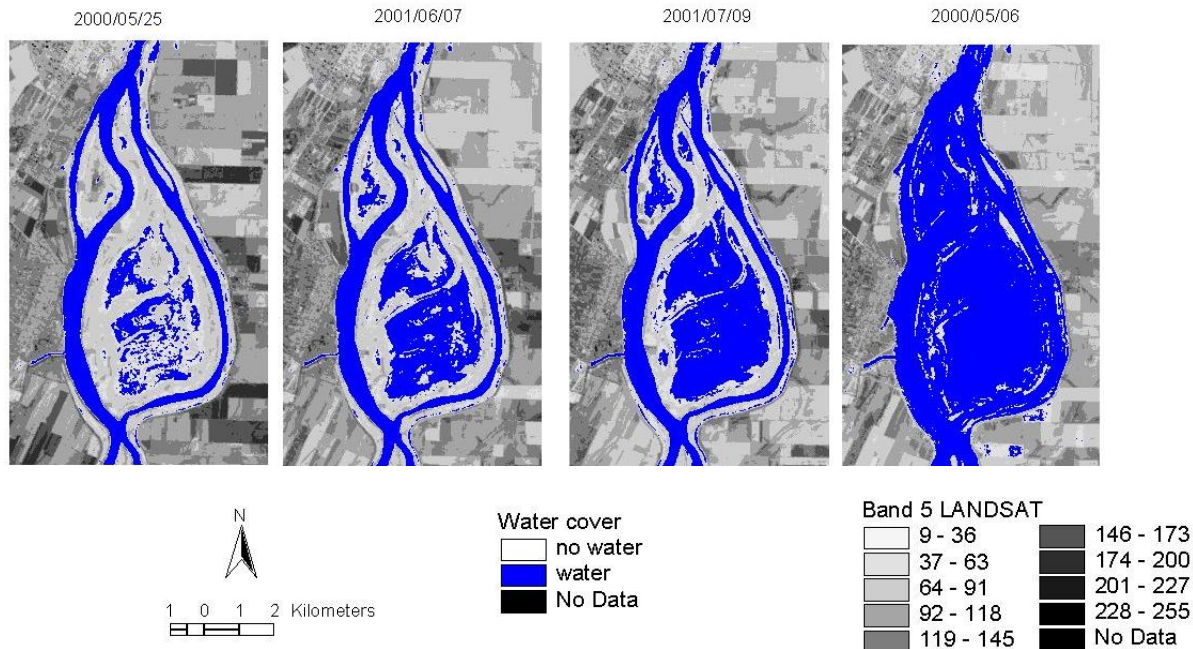 2000/05/25
2001/06/07
2001/07/09
2000/05/06
N
1 0 1 2 Kilometers
Water cover
no water
water
No Data
Band 5 LANDSAT
9 - 36
37 - 63
64 - 91
92 - 118
119 - 145
146 - 173
174 - 200
201 - 227
228 - 255
No Data